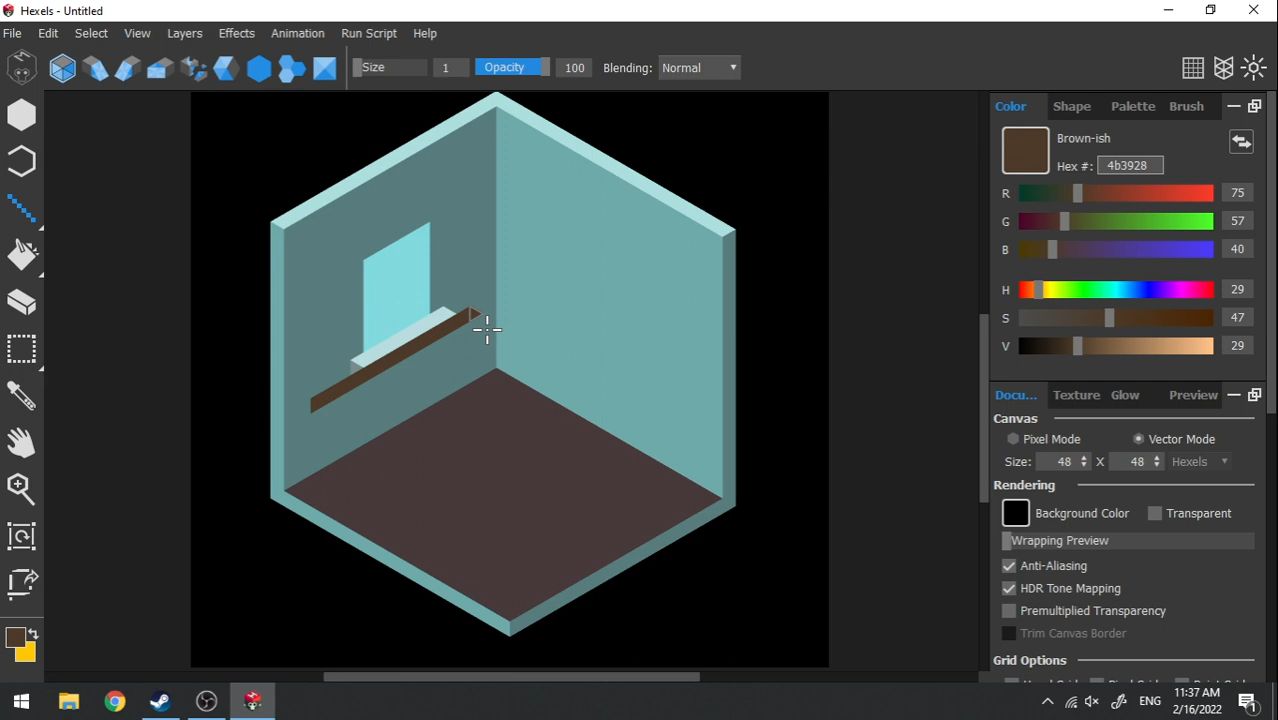 Hexels - Untitled
File Edit Select View Layers Effects Animation Run Script Help
Size 1 Opacity 100 Blending: Normal
Color Shape Palette Brush
Brown-ish
Hex #: 4b3928
R 75
G 57
B 40
H 29
S 47
V 29
Docu... Texture Glow Preview
Canvas
Pixel Mode Vector Mode
Size: 48 X 48 Hexels
Rendering
Background Color Transparent
Wrapping Preview
Anti-Aliasing
HDR Tone Mapping
Premultiplied Transparency
Trim Canvas Border
Grid Options
ENG 11:37 AM
2/16/2022 1